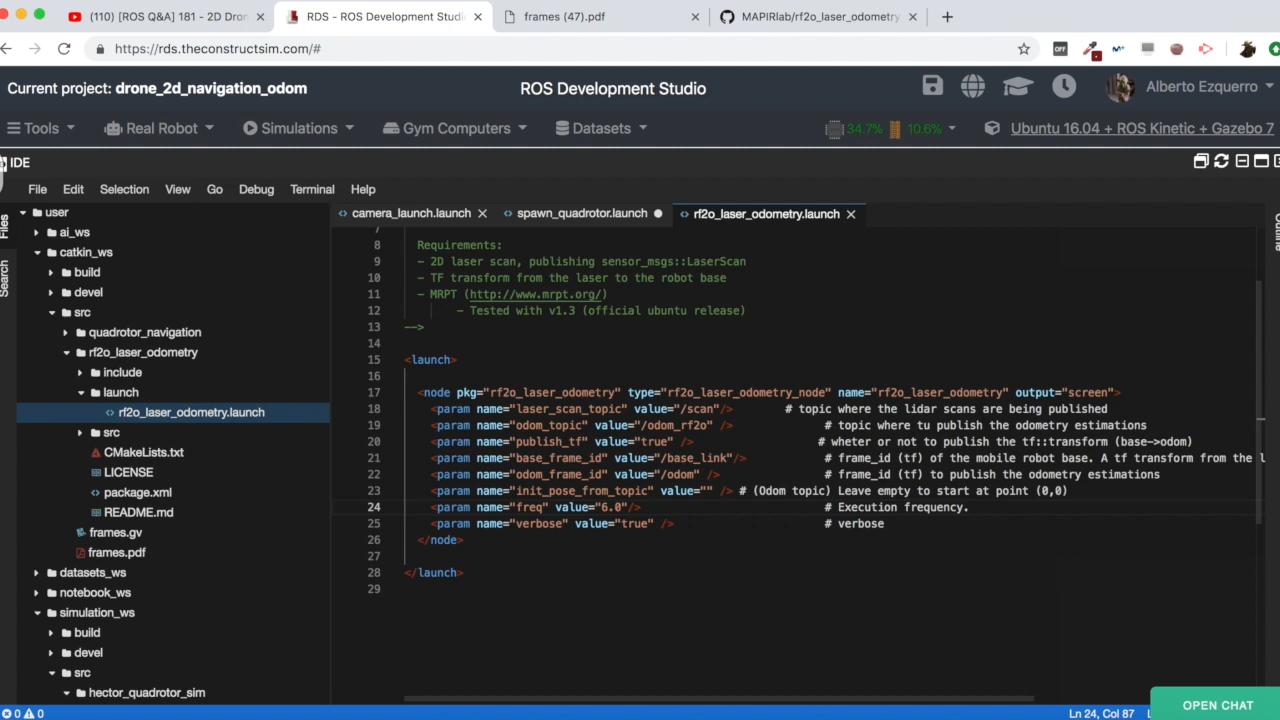 (110) [ROS Q&A] 181 - 2D Dron
RDS - ROS Development Studi
frames (47).pdf
MAPIRlab/rf2o_laser_odometry
https://rds.theconstructsim.com/#
OFF
Current project: drone_2d_navigation_odom
ROS Development Studio
Alberto Ezquerro
Tools
Real Robot
Simulations
Gym Computers
Datasets
34.7%
10.6%
Ubuntu 16.04 + ROS Kinetic + Gazebo 7
IDE
File Edit Selection View Go Debug Terminal Help
Files
Search
Outline
user
ai_ws
catkin_ws
build
devel
src
quadrotor_navigation
rf2o_laser_odometry
include
launch
rf2o_laser_odometry.launch
src
CMakeLists.txt
LICENSE
package.xml
README.md
frames.gv
frames.pdf
datasets_ws
notebook_ws
simulation_ws
build
devel
src
hector_quadrotor_sim
camera_launch.launch
spawn_quadrotor.launch
rf2o_laser_odometry.launch
7
8 Requirements:
9 - 2D laser scan, publishing sensor_msgs::LaserScan
10 - TF transform from the laser to the robot base
11 - MRPT (http://www.mrpt.org/)
12 - Tested with v1.3 (official ubuntu release)
13 -->
14
15 <launch>
16
17 <node pkg="rf2o_laser_odometry" type="rf2o_laser_odometry_node" name="rf2o_laser_odometry" output="screen">
18 <param name="laser_scan_topic" value="/scan"/> # topic where the lidar scans are being published
19 <param name="odom_topic" value="/odom_rf2o" /> # topic where tu publish the odometry estimations
20 <param name="publish_tf" value="true" /> # wheter or not to publish the tf::transform (base->odom)
21 <param name="base_frame_id" value="/base_link"/> # frame_id (tf) of the mobile robot base. A tf transform from the l
22 <param name="odom_frame_id" value="/odom" /> # frame_id (tf) to publish the odometry estimations
23 <param name="init_pose_from_topic" value="" /> # (Odom topic) Leave empty to start at point (0,0)
24 <param name="freq" value="6.0"/> # Execution frequency.
25 <param name="verbose" value="true" /> # verbose
26 </node>
27
28 </launch>
29
0 0
Ln 24, Col 87
OPEN CHAT